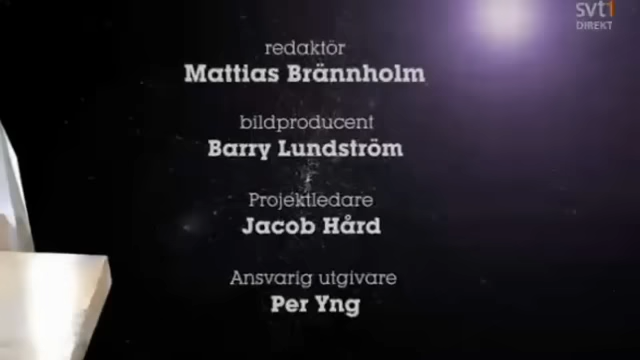 svt1
DIREKT
redaktör
Mattias Brännholm
bildproducent
Barry Lundström
Projektledare
Jacob Hård
Ansvarig utgivare
Per Yng